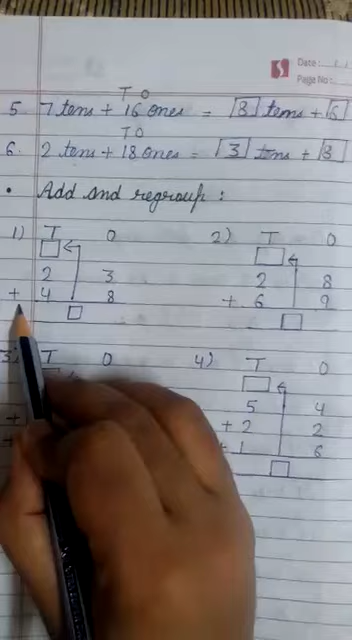 Date:
Page No.:
T O
5. 7 tens + 16 ones = 8 tens + 6
T O
6. 2 tens + 18 ones = 3 tens + 8
• Add and regroup :
1) T O 2) T O
2 3 2 8
+ 4 8 + 6 9
3) T O 4) T O
5 4
+ + 2 2
+ + 1 6